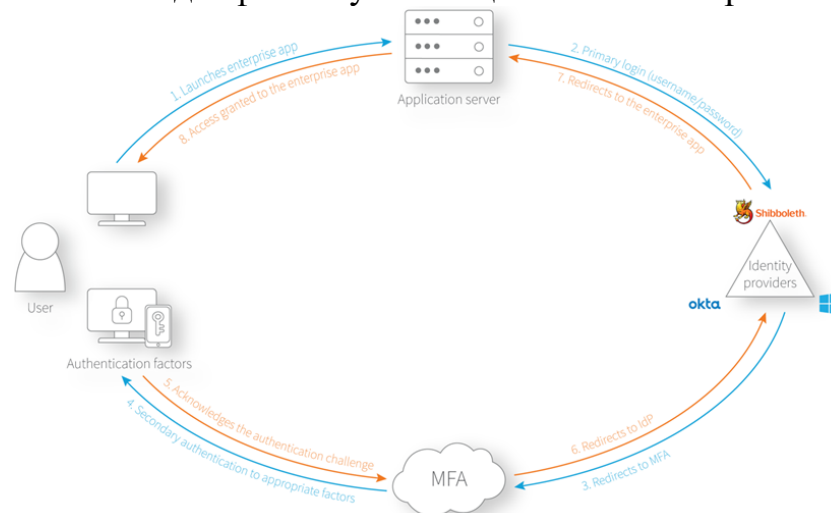 1. Launches enterprise app
8. Access granted to the enterprise app
Application server
2. Primary login (username/password)
7. Redirects to the enterprise app
Shibboleth.
Identity
providers
okta
User
Authentication factors
5. Acknowledges the authentication challenge
4. Secondary authentication to appropriate factors
MFA
6. Redirects to IdP
3. Redirects to MFA